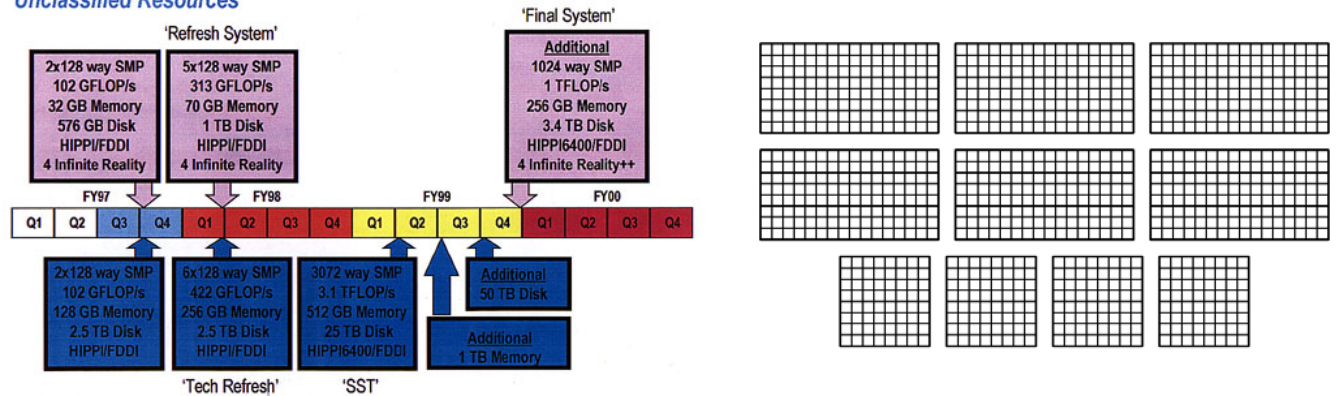 Unclassified Resources
'Refresh System'
'Final System'
2x128 way SMP
102 GFLOP/s
32 GB Memory
576 GB Disk
HIPPI/FDDI
4 Infinite Reality
5x128 way SMP
313 GFLOP/s
70 GB Memory
1 TB Disk
HIPPI/FDDI
4 Infinite Reality
Additional
1024 way SMP
1 TFLOP/s
256 GB Memory
3.4 TB Disk
HIPPI6400/FDDI
4 Infinite Reality++
FY97 FY98 FY99 FY00
Q1 Q2 Q3 Q4 Q1 Q2 Q3 Q4 Q1 Q2 Q3 Q4 Q1 Q2 Q3 Q4
2x128 way SMP
102 GFLOP/s
128 GB Memory
2.5 TB Disk
HIPPI/FDDI
6x128 way SMP
422 GFLOP/s
256 GB Memory
2.5 TB Disk
HIPPI/FDDI
3072 way SMP
3.1 TFLOP/s
512 GB Memory
25 TB Disk
HIPPI6400/FDDI
Additional
1 TB Memory
Additional
50 TB Disk
'Tech Refresh'
'SST'